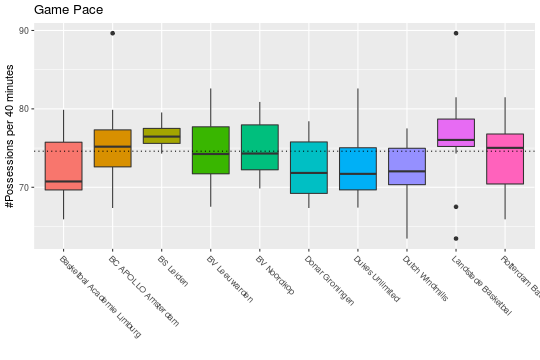 Game Pace
#Possessions per 40 minutes
90
80
70
Basketbal Academie Limburg
BC APOLLO Amsterdam
BS Leiden
BV Leeuwarden
BV Noordkop
Donar Groningen
Dukes Unlimited
Dutch Windmills
Landstede Basketbal
Rotterdam Bas